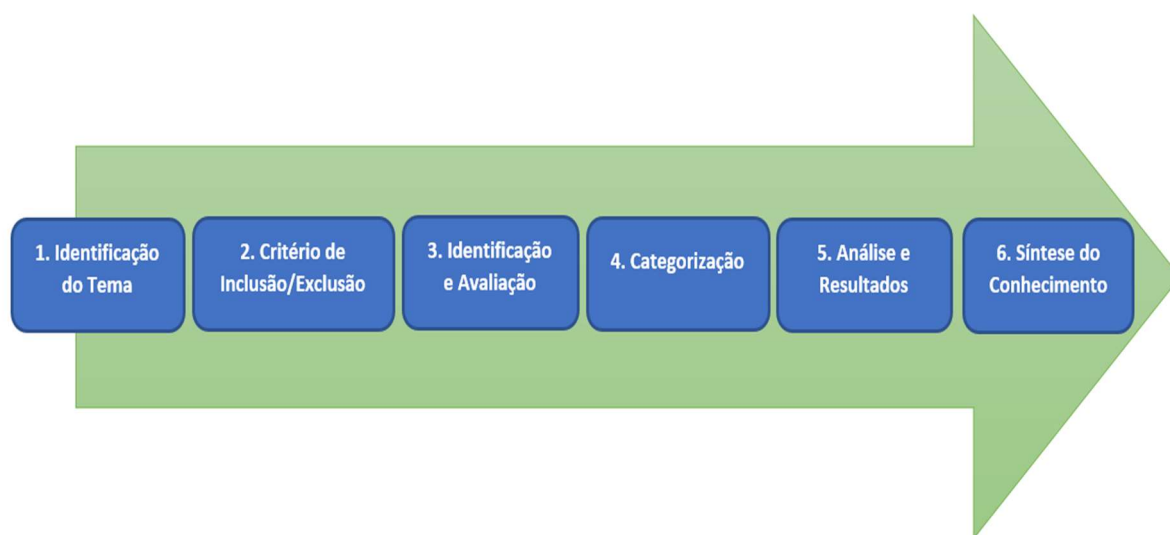 1. Identificação
do Tema
2. Critério de
Inclusão/Exclusão
3. Identificação
e Avaliação
4. Categorização
5. Análise e
Resultados
6. Síntese do
Conhecimento